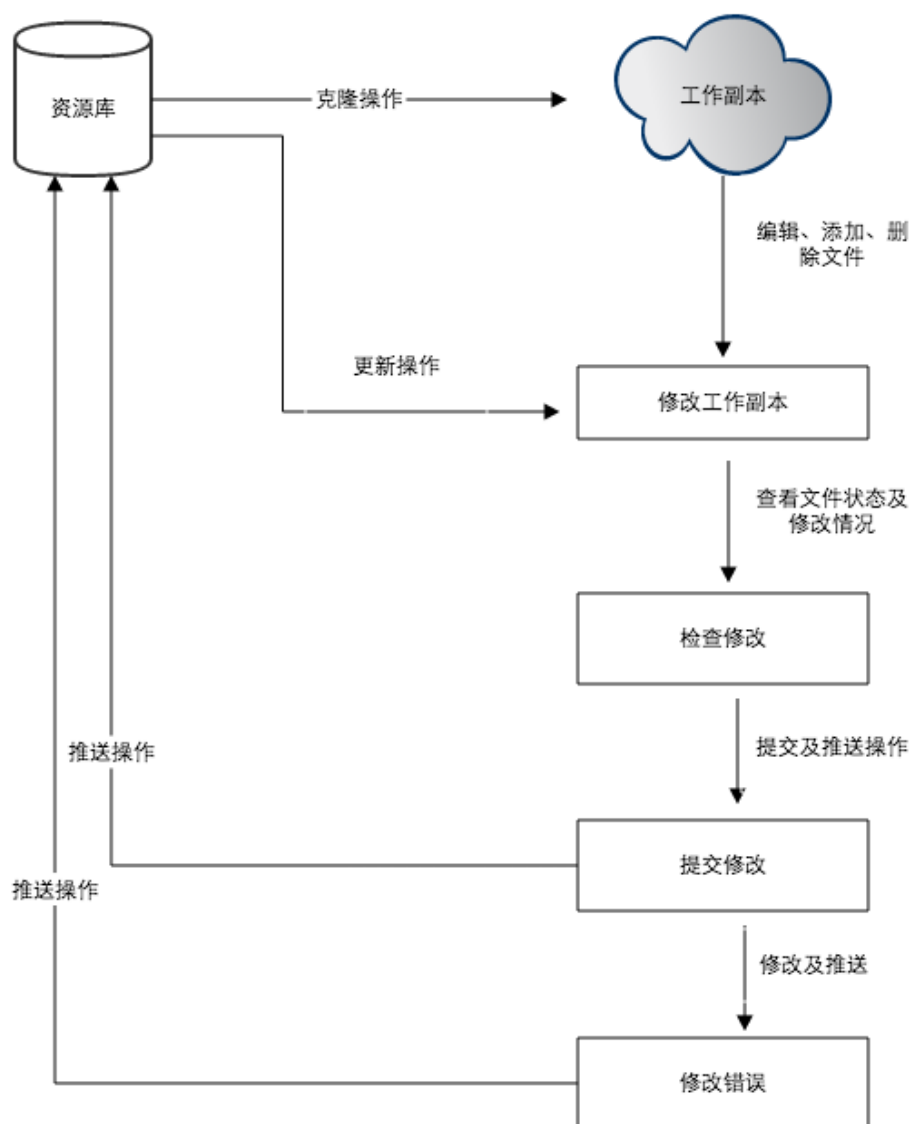 资源库
克隆操作
工作副本
编辑、添加、删
除文件
更新操作
修改工作副本
查看文件状态及
修改情况
检查修改
推送操作
提交及推送操作
提交修改
推送操作
修改及推送
修改错误